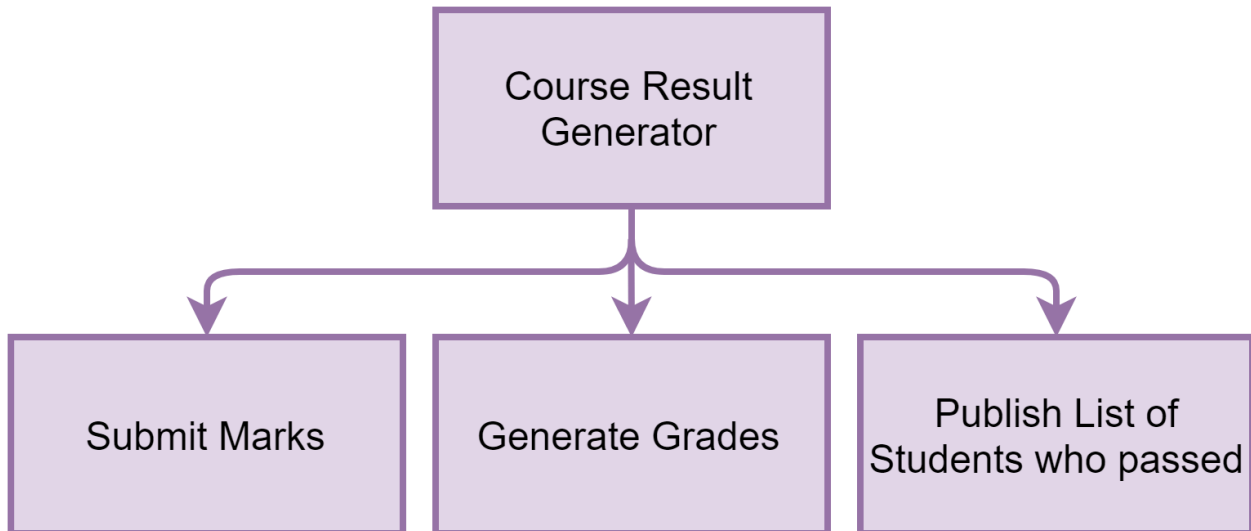 Course Result
Generator
Submit Marks
Generate Grades
Publish List of
Students who passed